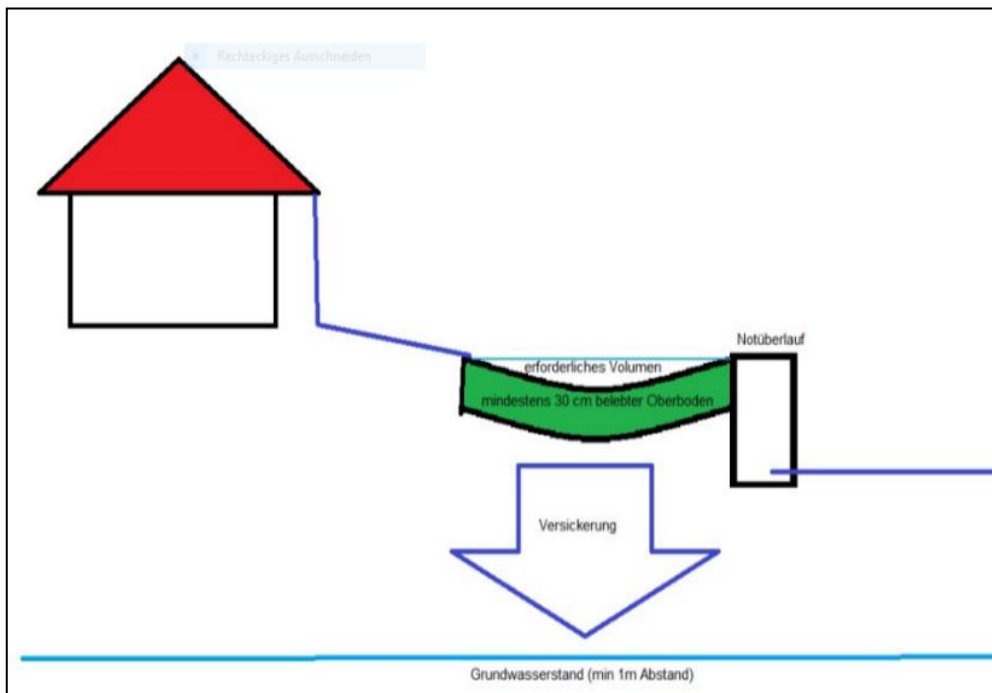 Rechteckiges Ausschneiden
Notüberlauf
erforderliches Volumen
mindestens 30 cm belebter Oberboden
Versickerung
Grundwasserstand (min 1m Abstand)